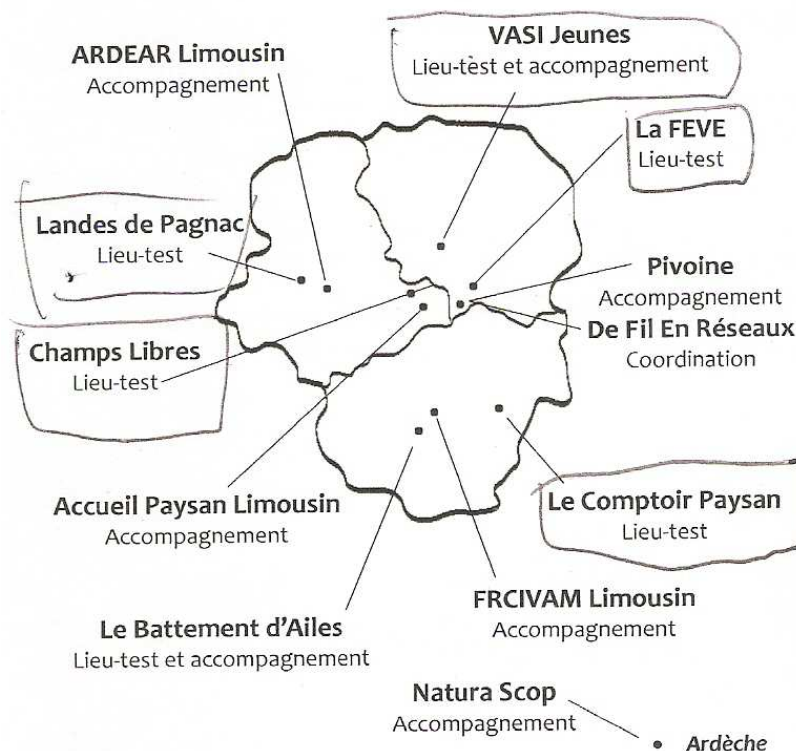 ARDEAR Limousin
Accompagnement
VASI Jeunes
Lieu-test et accompagnement
La FEVE
Lieu-test
Landes de Pagnac
Lieu-test
Pivoine
Accompagnement
De Fil En Réseaux
Coordination
Champs Libres
Lieu-test
Accueil Paysan Limousin
Accompagnement
Le Comptoir Paysan
Lieu-test
FRCIVAM Limousin
Accompagnement
Le Battement d'Ailes
Lieu-test et accompagnement
Natura Scop
Accompagnement
Ardèche